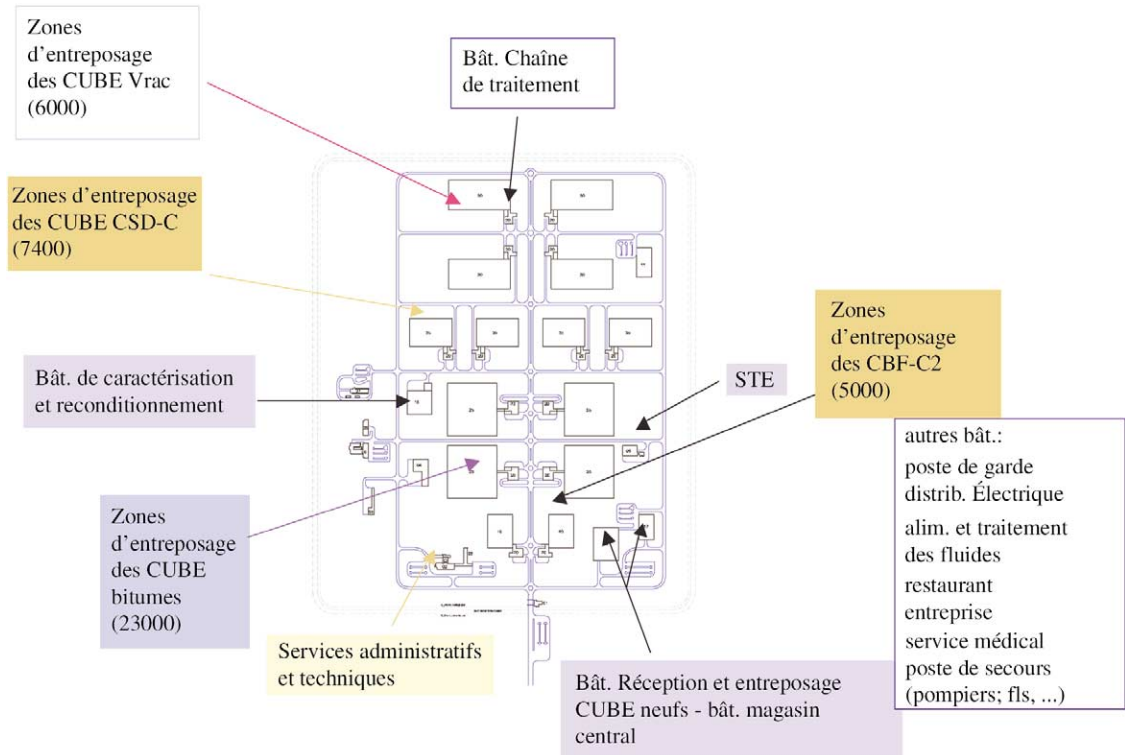 Zones
d'entreposage
des CUBE Vrac
(6000)
Bât. Chaîne
de traitement
Zones d'entreposage
des CUBE CSD-C
(7400)
Zones
d'entreposage
des CBF-C2
(5000)
Bât. de caractérisation
et reconditionnement
STE
autres bât.:
poste de garde
distrib. Électrique
alim. et traitement
des fluides
restaurant
entreprise
service médical
poste de secours
(pompiers; fls, ...)
Zones
d'entreposage
des CUBE
bitumes
(23000)
Services administratifs
et techniques
Bât. Réception et entreposage
CUBE neufs - bât. magasin
central